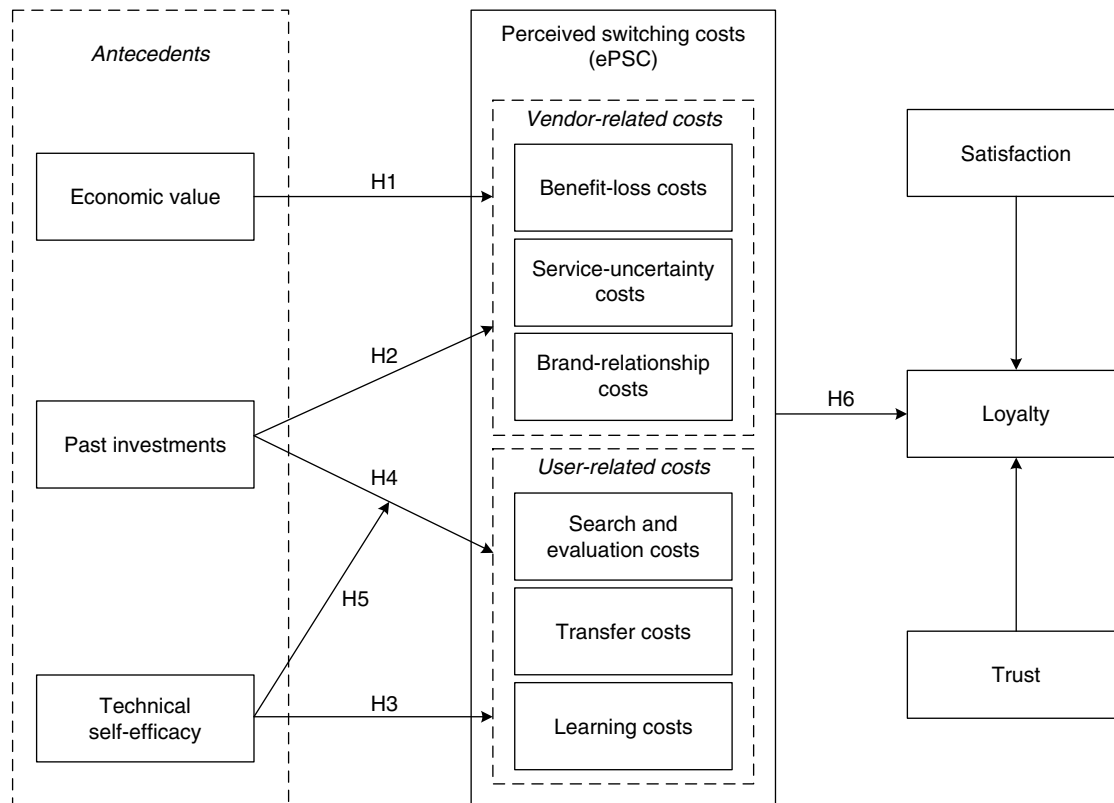 Antecedents
Economic value
Past investments
Technical
self-efficacy
H1
H2
H4
H5
H3
Perceived switching costs
(ePSC)
Vendor-related costs
Benefit-loss costs
Service-uncertainty
costs
Brand-relationship
costs
User-related costs
Search and
evaluation costs
Transfer costs
Learning costs
H6
Satisfaction
Loyalty
Trust